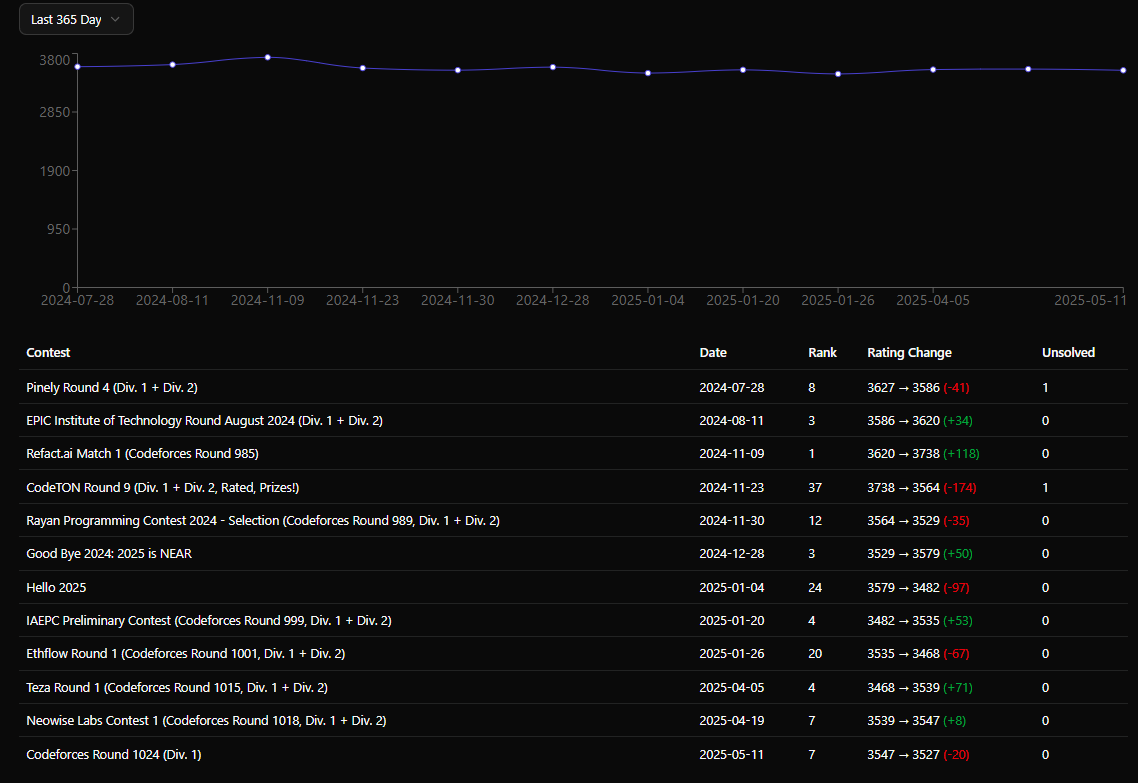 Last 365 Day
3800
2850
1900
950
0
2024-07-28 2024-08-11 2024-11-09 2024-11-23 2024-11-30 2024-12-28 2025-01-04 2025-01-20 2025-01-26 2025-04-05 2025-05-11
Contest Date Rank Rating Change Unsolved
Pinely Round 4 (Div. 1 + Div. 2) 2024-07-28 8 3627 → 3586 (-41) 1
EPIC Institute of Technology Round August 2024 (Div. 1 + Div. 2) 2024-08-11 3 3586 → 3620 (+34) 0
Refact.ai Match 1 (Codeforces Round 985) 2024-11-09 1 3620 → 3738 (+118) 0
CodeTON Round 9 (Div. 1 + Div. 2, Rated, Prizes!) 2024-11-23 37 3738 → 3564 (-174) 1
Rayan Programming Contest 2024 - Selection (Codeforces Round 989, Div. 1 + Div. 2) 2024-11-30 12 3564 → 3529 (-35) 0
Good Bye 2024: 2025 is NEAR 2024-12-28 3 3529 → 3579 (+50) 0
Hello 2025 2025-01-04 24 3579 → 3482 (-97) 0
IAEPC Preliminary Contest (Codeforces Round 999, Div. 1 + Div. 2) 2025-01-20 4 3482 → 3535 (+53) 0
Ethflow Round 1 (Codeforces Round 1001, Div. 1 + Div. 2) 2025-01-26 20 3535 → 3468 (-67) 0
Teza Round 1 (Codeforces Round 1015, Div. 1 + Div. 2) 2025-04-05 4 3468 → 3539 (+71) 0
Neowise Labs Contest 1 (Codeforces Round 1018, Div. 1 + Div. 2) 2025-04-19 7 3539 → 3547 (+8) 0
Codeforces Round 1024 (Div. 1) 2025-05-11 7 3547 → 3527 (-20) 0